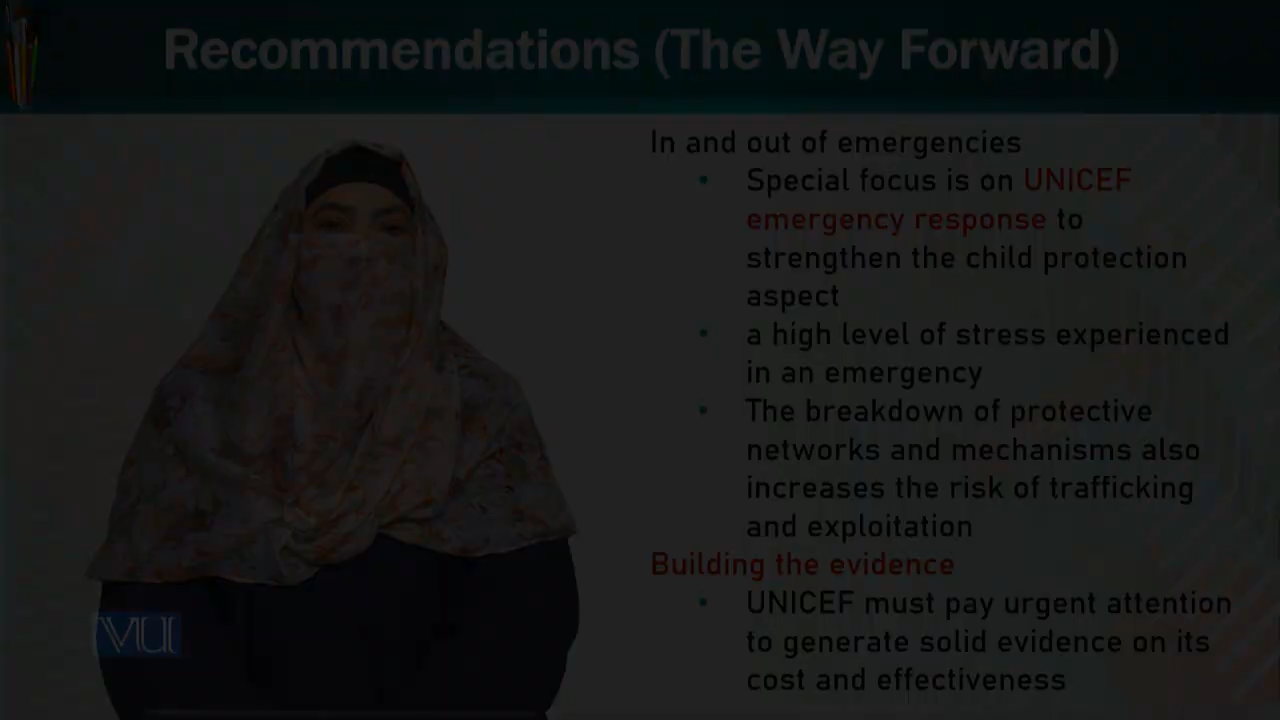 Recommendations (The Way Forward)
In and out of emergencies
• Special focus is on UNICEF
emergency response to
strengthen the child protection
aspect
• a high level of stress experienced
in an emergency
• The breakdown of protective
networks and mechanisms also
increases the risk of trafficking
and exploitation
Building the evidence
• UNICEF must pay urgent attention
to generate solid evidence on its
cost and effectiveness
VU